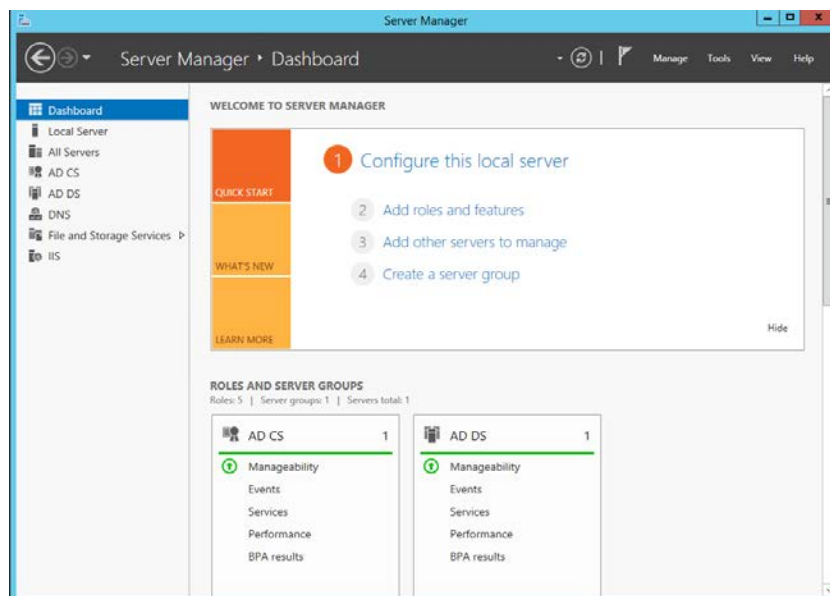 Server Manager
Server Manager • Dashboard
Manage Tools View Help
Dashboard
Local Server
All Servers
AD CS
AD DS
DNS
File and Storage Services
IIS
WELCOME TO SERVER MANAGER
QUICK START
WHAT'S NEW
LEARN MORE
1 Configure this local server
2 Add roles and features
3 Add other servers to manage
4 Create a server group
Hide
ROLES AND SERVER GROUPS
Roles: 5 | Server groups: 1 | Servers total: 1
AD CS 1
Manageability
Events
Services
Performance
BPA results
AD DS 1
Manageability
Events
Services
Performance
BPA results